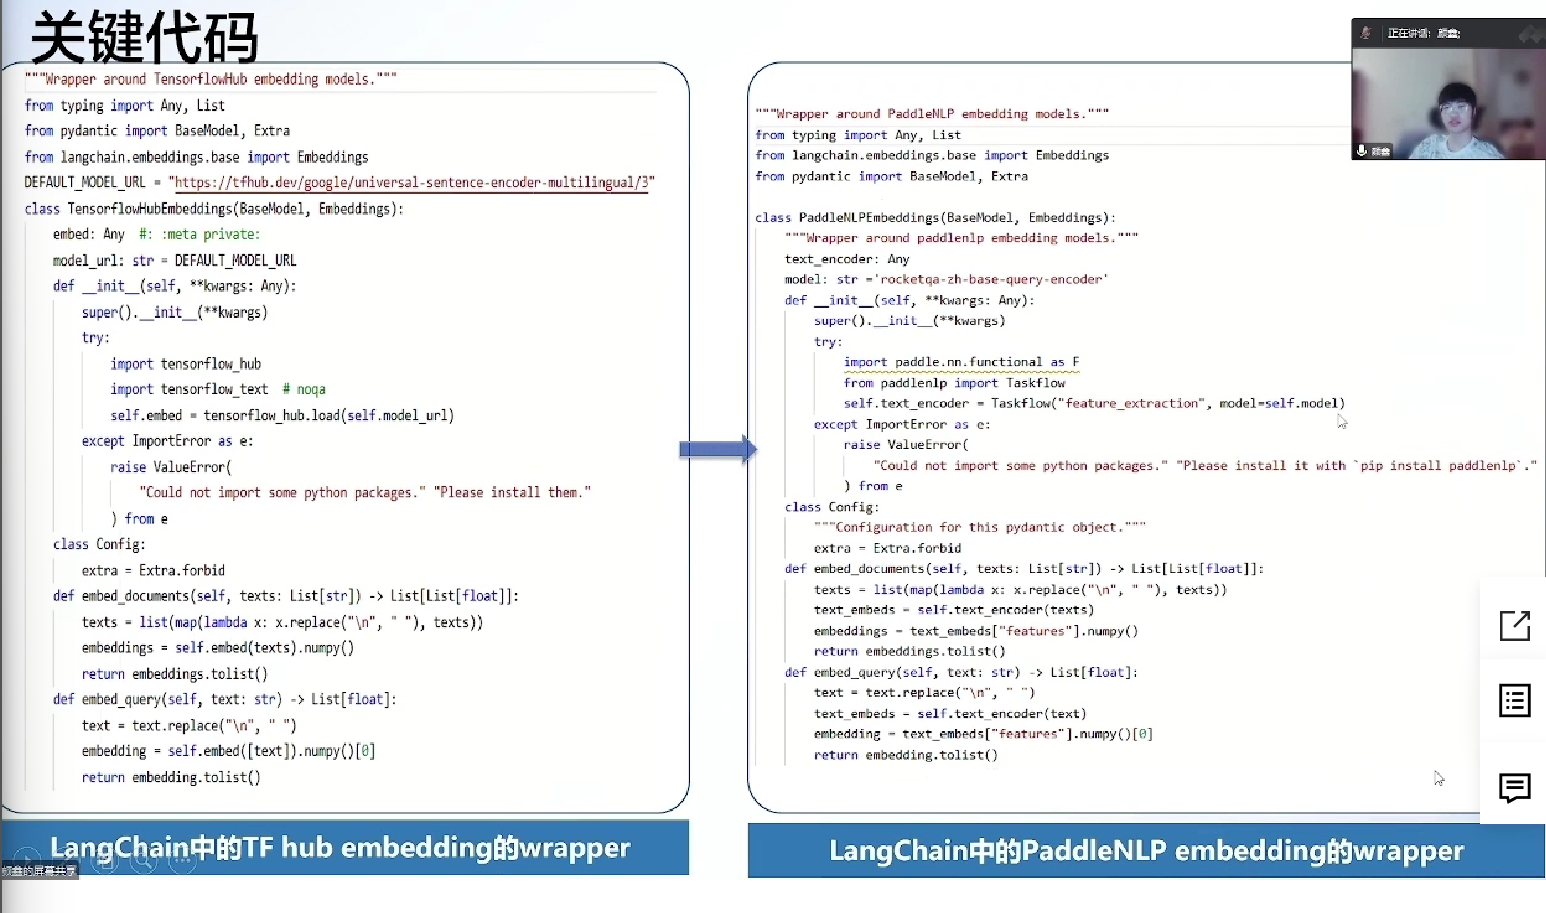 关键代码
"""Wrapper around TensorflowHub embedding models."""
from typing import Any, List
from pydantic import BaseModel, Extra
from langchain.embeddings.base import Embeddings
DEFAULT_MODEL_URL = "https://tfhub.dev/google/universal-sentence-encoder-multilingual/3"
class TensorflowHubEmbeddings(BaseModel, Embeddings):
embed: Any  #: :meta private:
model_url: str = DEFAULT_MODEL_URL
def __init__(self, **kwargs: Any):
super().__init__(**kwargs)
try:
import tensorflow_hub
import tensorflow_text  # noqa
self.embed = tensorflow_hub.load(self.model_url)
except ImportError as e:
raise ValueError(
"Could not import some python packages." "Please install them."
) from e
class Config:
extra = Extra.forbid
def embed_documents(self, texts: List[str]) -> List[List[float]]:
texts = list(map(lambda x: x.replace("\n", " "), texts))
embeddings = self.embed(texts).numpy()
return embeddings.tolist()
def embed_query(self, text: str) -> List[float]:
text = text.replace("\n", " ")
embedding = self.embed([text]).numpy()[0]
return embedding.tolist()
LangChain中的TF hub embedding的wrapper
"""Wrapper around PaddleNLP embedding models."""
from typing import Any, List
from langchain.embeddings.base import Embeddings
from pydantic import BaseModel, Extra
class PaddleNLPEmbeddings(BaseModel, Embeddings):
"""Wrapper around paddlenlp embedding models."""
text_encoder: Any
model: str ='rocketqa-zh-base-query-encoder'
def __init__(self, **kwargs: Any):
super().__init__(**kwargs)
try:
import paddle.nn.functional as F
from paddlenlp import Taskflow
self.text_encoder = Taskflow("feature_extraction", model=self.model)
except ImportError as e:
raise ValueError(
"Could not import some python packages." "Please install it with `pip install paddlenlp`."
) from e
class Config:
"""Configuration for this pydantic object."""
extra = Extra.forbid
def embed_documents(self, texts: List[str]) -> List[List[float]]:
texts = list(map(lambda x: x.replace("\n", " "), texts))
text_embeds = self.text_encoder(texts)
embeddings = text_embeds["features"].numpy()
return embeddings.tolist()
def embed_query(self, text: str) -> List[float]:
text = text.replace("\n", " ")
text_embeds = self.text_encoder(text)
embedding = text_embeds["features"].numpy()[0]
return embedding.tolist()
LangChain中的PaddleNLP embedding的wrapper
正在讲话:
的屏幕共享